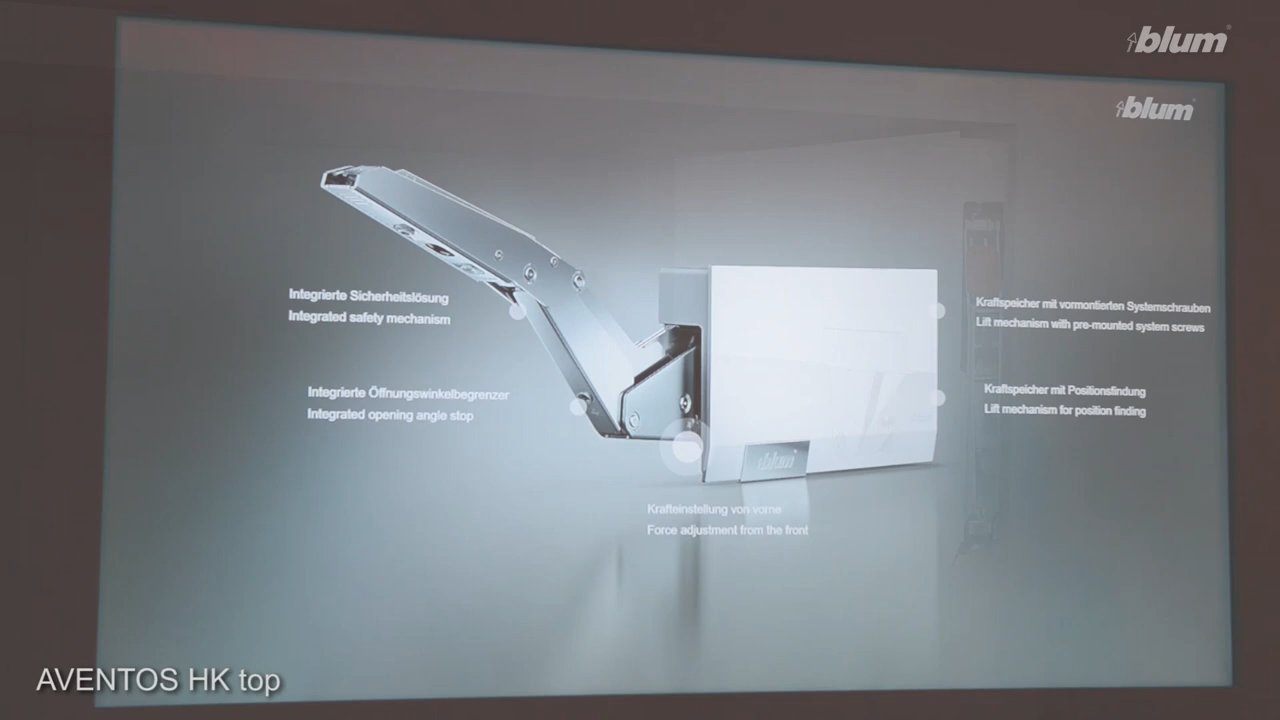 blum
blum
Integrierte Sicherheitslösung
Integrated safety mechanism
Kraftspeicher mit vormontierten Systemschrauben
Lift mechanism with pre-mounted system screws
Integrierte Öffnungswinkelbegrenzer
Integrated opening angle stop
Kraftspeicher mit Positionsfindung
Lift mechanism for position finding
blum
Krafteinstellung von vorne
Force adjustment from the front
AVENTOS HK top